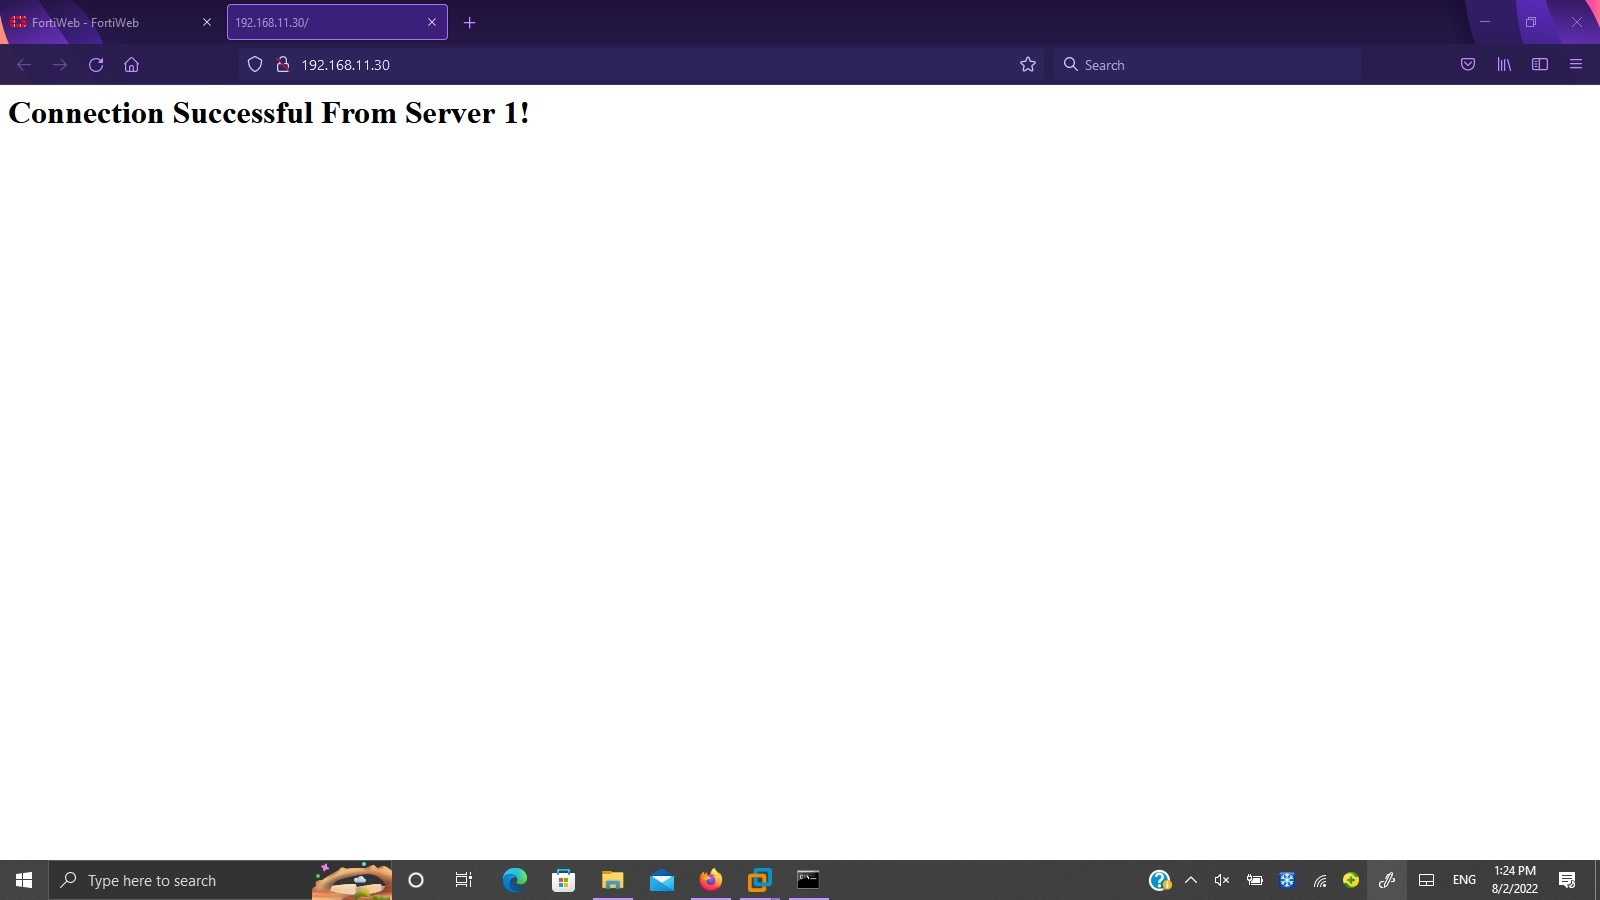 FortiWeb - FortiWeb
192.168.11.30/
192.168.11.30
Search
Connection Successful From Server 1!
Type here to search
ENG
1:24 PM
8/2/2022